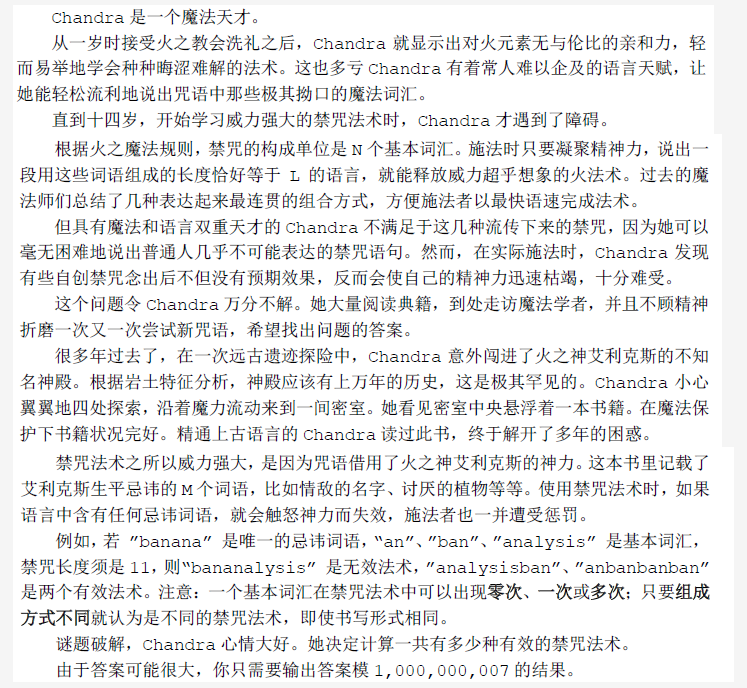 Chandra 是一个魔法天才。
从一岁时接受火之教会洗礼之后，Chandra 就显示出对火元素无与伦比的亲和力，轻
而易举地学会种种晦涩难解的法术。这也多亏 Chandra 有着常人难以企及的语言天赋，让
她能轻松流利地说出咒语中那些极其拗口的魔法词汇。
直到十四岁，开始学习威力强大的禁咒法术时，Chandra 才遇到了障碍。
根据火之魔法规则，禁咒的构成单位是 N 个基本词汇。施法时只要凝聚精神力，说出一
段用这些词语组成的长度恰好等于 L 的语言，就能释放威力超乎想象的火法术。过去的魔
法师们总结了几种表达起来最连贯的组合方式，方便施法者以最快语速完成法术。
但具有魔法和语言双重天才的 Chandra 不满足于这几种流传下来的禁咒，因为她可以
毫无困难地说出普通人几乎不可能表达的禁咒语句。然而，在实际施法时，Chandra 发现
有些自创禁咒念出后不但没有预期效果，反而会使自己的精神力迅速枯竭，十分难受。
这个问题令 Chandra 万分不解。她大量阅读典籍，到处走访魔法学者，并且不顾精神
折磨一次又一次尝试新咒语，希望找出问题的答案。
很多年过去了，在一次远古遗迹探险中，Chandra 意外闯进了火之神艾利克斯的不知
名神殿。根据岩土特征分析，神殿应该有上万年的历史，这是极其罕见的。Chandra 小心
翼翼地四处探索，沿着魔力流动来到一间密室。她看见密室中央悬浮着一本书籍。在魔法保
护下书籍状况完好。精通上古语言的 Chandra 读过此书，终于解开了多年的困惑。
禁咒法术之所以威力强大，是因为咒语借用了火之神艾利克斯的神力。这本书里记载了
艾利克斯生平忌讳的 M 个词语，比如情敌的名字、讨厌的植物等等。使用禁咒法术时，如果
语言中含有任何忌讳词语，就会触怒神力而失效，施法者也一并遭受惩罚。
例如，若 "banana" 是唯一的忌讳词语，"an"、"ban"、"analysis" 是基本词汇，
禁咒长度须是 11，则"bananalysis" 是无效法术，"analysisban"、"anbanbanban"
是两个有效法术。注意：一个基本词汇在禁咒法术中可以出现零次、一次或多次；只要组成
方式不同就认为是不同的禁咒法术，即使书写形式相同。
谜题破解，Chandra 心情大好。她决定计算一共有多少种有效的禁咒法术。
由于答案可能很大，你只需要输出答案模 1,000,000,007 的结果。